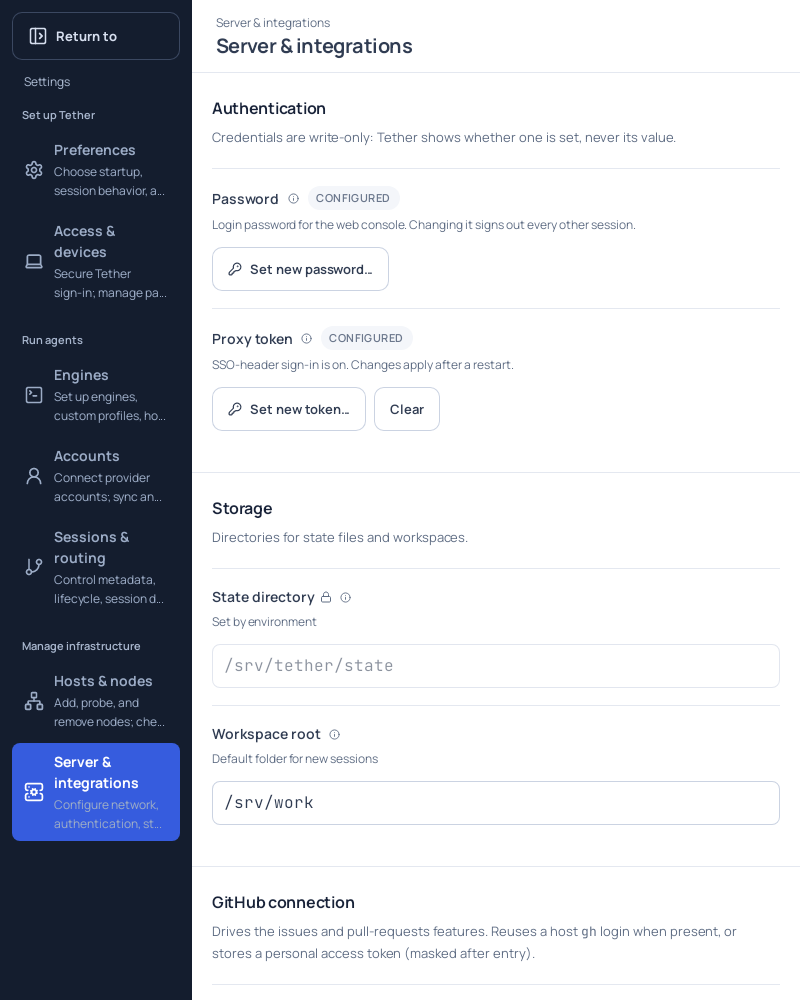 Return to
Settings
Set up Tether
Preferences
Choose startup,
session behavior, a...
Access &
devices
Secure Tether
sign-in; manage pa...
Run agents
Engines
Set up engines,
custom profiles, ho...
Accounts
Connect provider
accounts; sync an...
Sessions &
routing
Control metadata,
lifecycle, session d...
Manage infrastructure
Hosts & nodes
Add, probe, and
remove nodes; che...
Server &
integrations
Configure network,
authentication, st...
Server & integrations
Server & integrations
Authentication
Credentials are write-only: Tether shows whether one is set, never its value.
Password CONFIGURED
Login password for the web console. Changing it signs out every other session.
Set new password...
Proxy token CONFIGURED
SSO-header sign-in is on. Changes apply after a restart.
Set new token... Clear
Storage
Directories for state files and workspaces.
State directory
Set by environment
/srv/tether/state
Workspace root
Default folder for new sessions
/srv/work
GitHub connection
Drives the issues and pull-requests features. Reuses a host gh login when present, or
stores a personal access token (masked after entry).